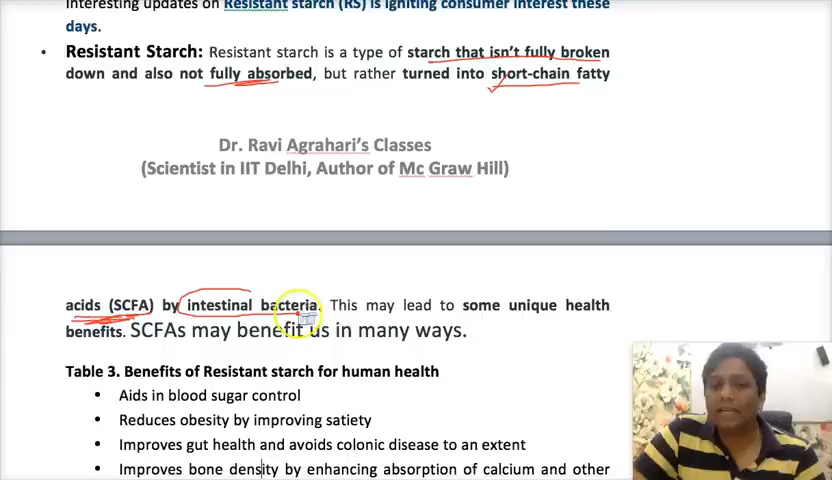 Interesting updates on Resistant starch (RS) is igniting consumer interest these
days.
• Resistant Starch: Resistant starch is a type of starch that isn't fully broken
down and also not fully absorbed, but rather turned into short-chain fatty
Dr. Ravi Agrahari's Classes
(Scientist in IIT Delhi, Author of Mc Graw Hill)
acids (SCFA) by intestinal bacteria. This may lead to some unique health
benefits. SCFAs may benefit us in many ways.
Table 3. Benefits of Resistant starch for human health
• Aids in blood sugar control
• Reduces obesity by improving satiety
• Improves gut health and avoids colonic disease to an extent
• Improves bone density by enhancing absorption of calcium and other